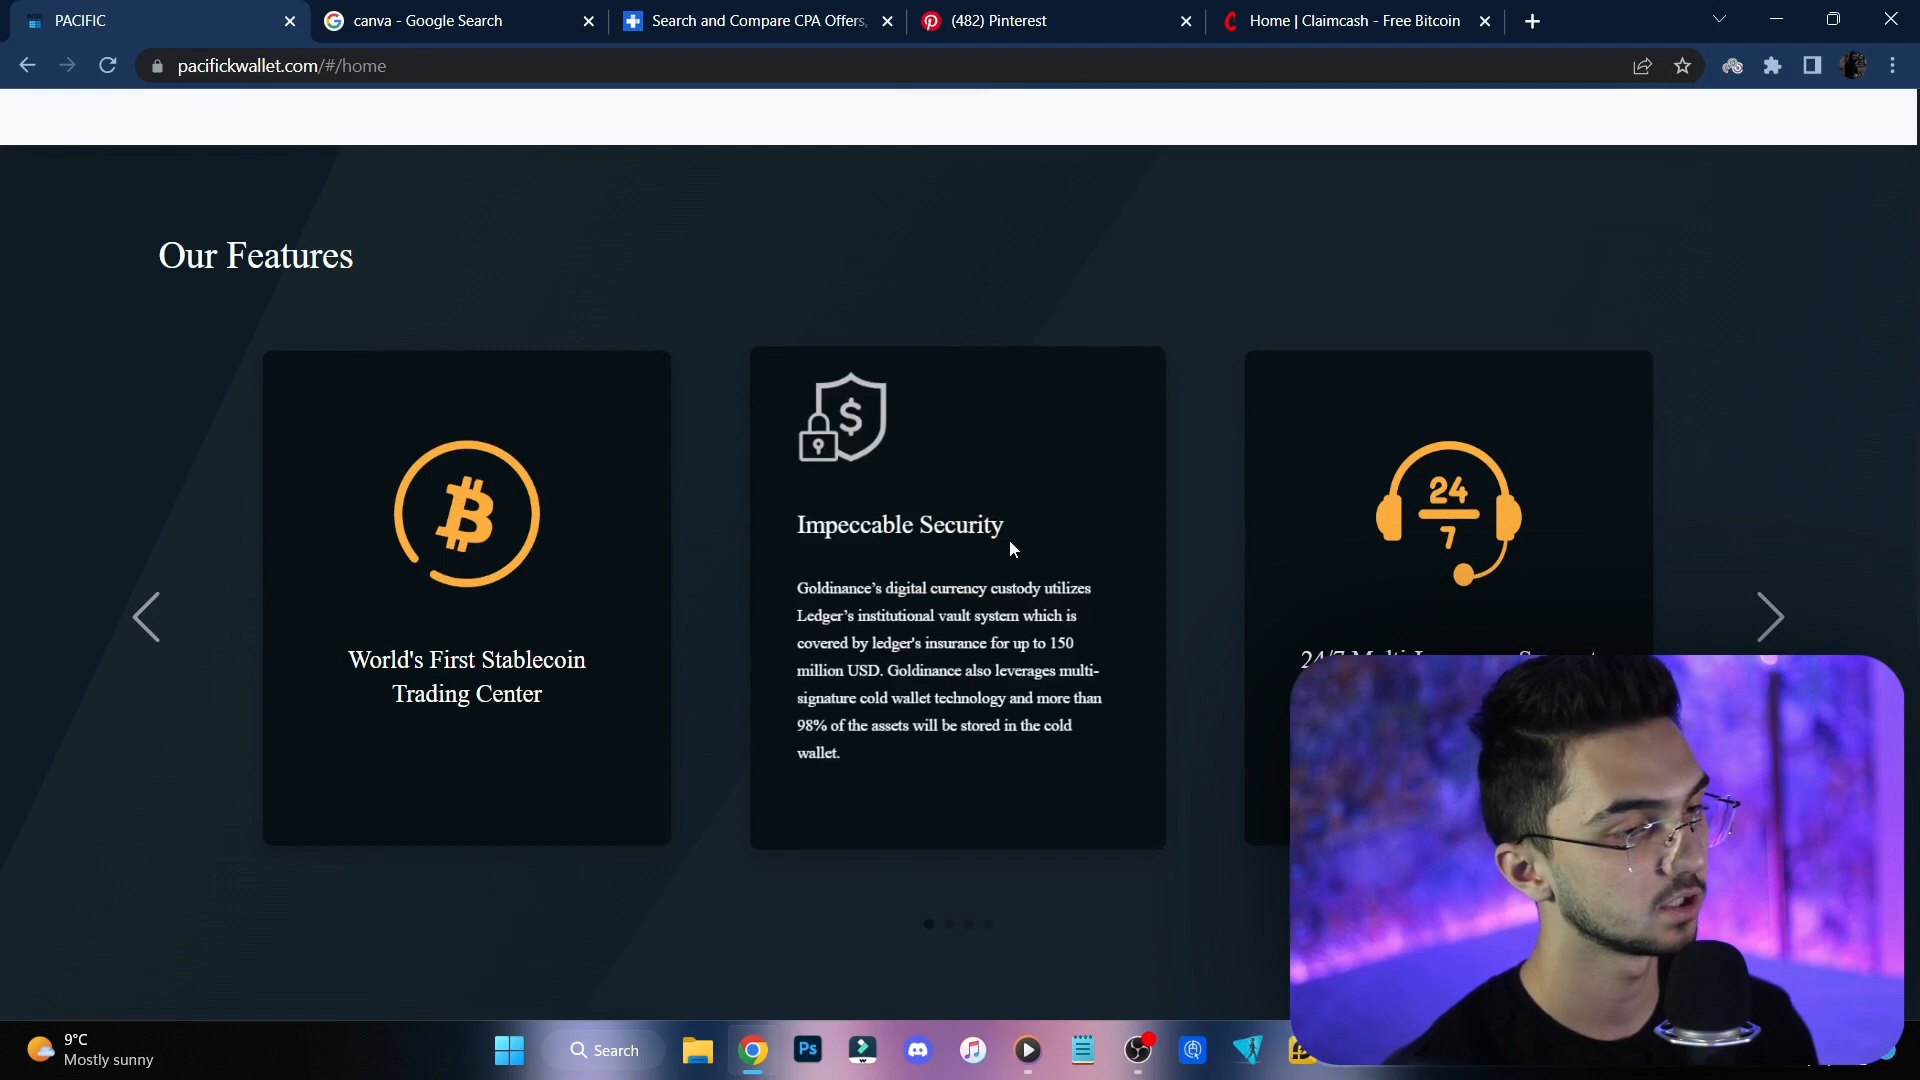 PACIFIC
canva - Google Search
Search and Compare CPA Offers,
(482) Pinterest
Home | Claimcash - Free Bitcoin
pacifickwallet.com/#/home
Our Features
World's First Stablecoin
Trading Center
$
Impeccable Security
Goldinance's digital currency custody utilizes
Ledger's institutional vault system which is
covered by ledger's insurance for up to 150
million USD. Goldinance also leverages multi-
signature cold wallet technology and more than
98% of the assets will be stored in the cold
wallet.
24
7
9°C
Mostly sunny
Search
Ps